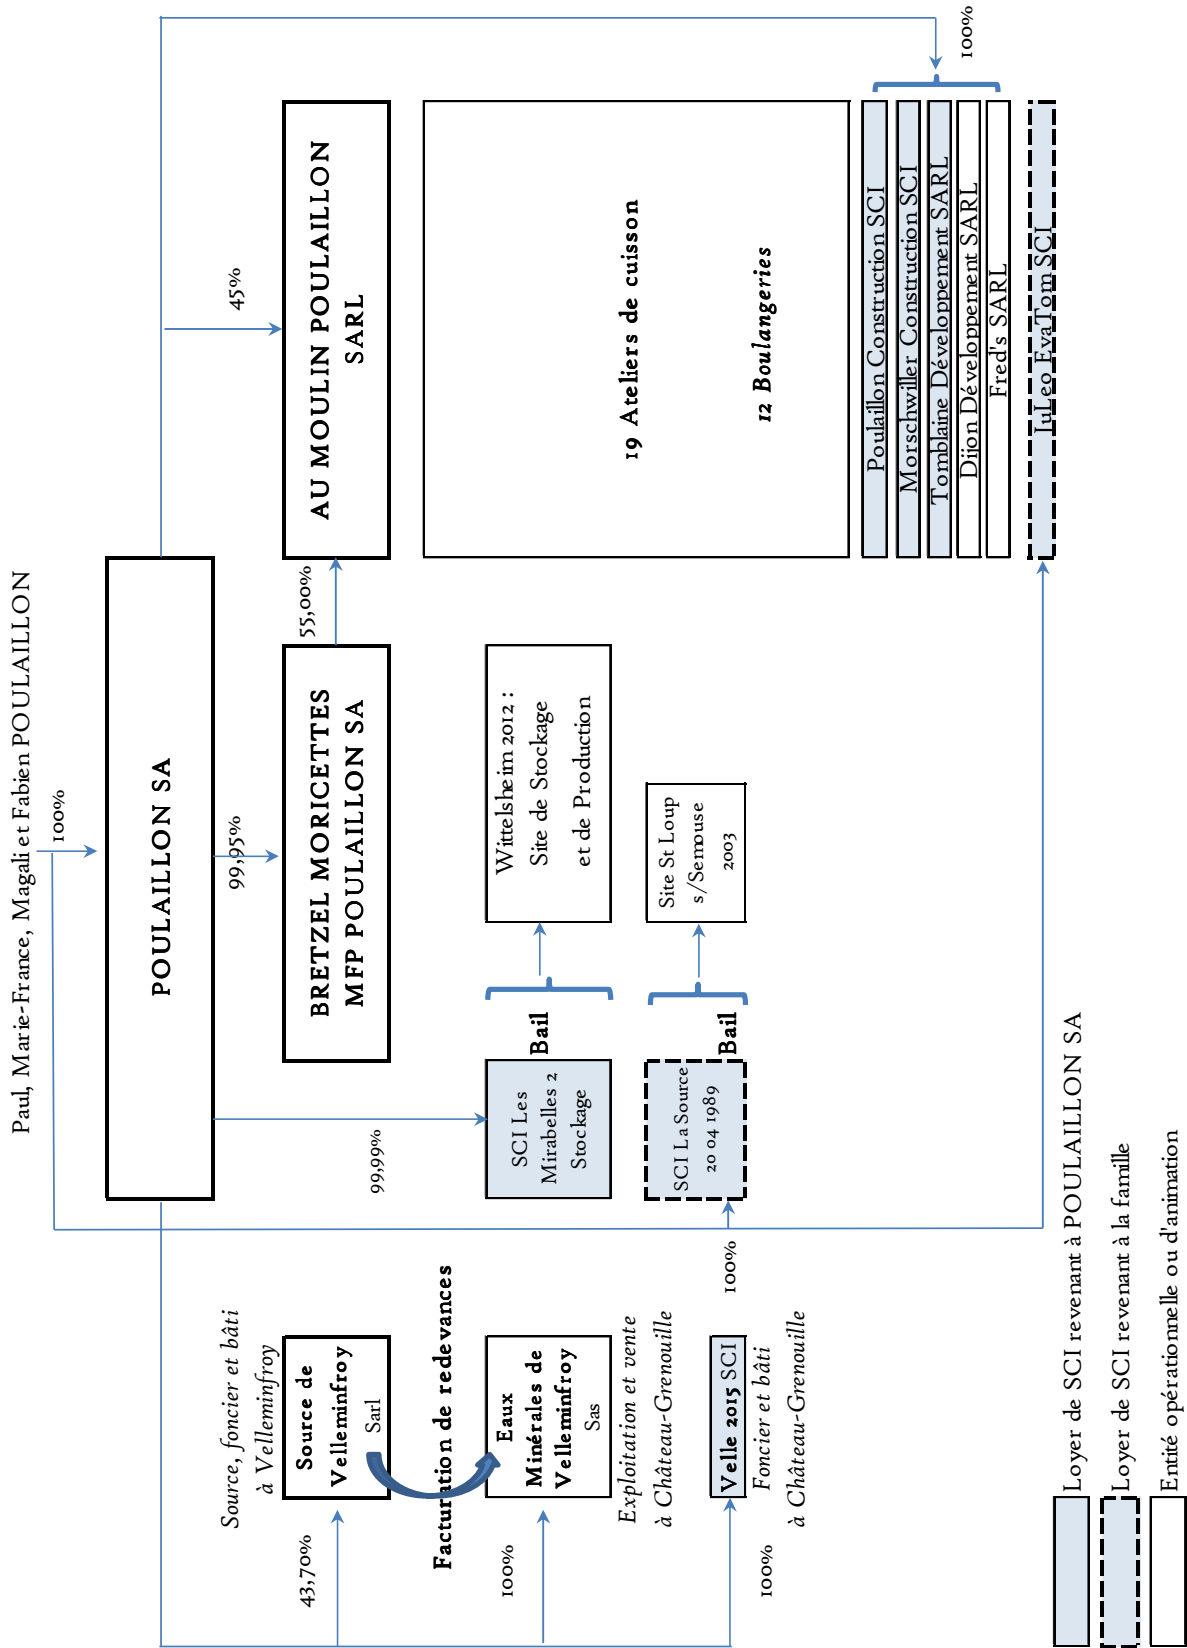 Paul, Marie-France, Magali et Fabien POULAILLON
100%
POULAILLON SA
99,95%
45%
100%
Source, foncier et bâti
à Velleminfroy
43,70%
Source de
Velleminfroy
Sarl
BRETZEL MORICETTES
MFP POULAILLON SA
55,00%
AU MOULIN POULAILLON
SARL
99,99%
Facturation de redevances
100%
Eaux
Minérales de
Velleminfroy
Sas
Exploitation et vente
à Château-Grenouille
SCI Les
Mirabelles 2
Stockage
Bail
Wittelsheim 2012 :
Site de Stockage
et de Production
100%
SCI La Source
20 04 1989
Bail
Site St Loup
s/Semouse
2003
100%
Velle 2015 SCI
Foncier et bâti
à Château-Grenouille
19 Ateliers de cuisson
12 Boulangeries
Poulaillon Construction SCI
Morschwiller Construction SCI
Tomblaine Développement SARL
Dijon Développement SARL
Fred's SARL
JuLeo EvaTom SCI
Loyer de SCI revenant à POULAILLON SA
Loyer de SCI revenant à la famille
Entité opérationnelle ou d'animation